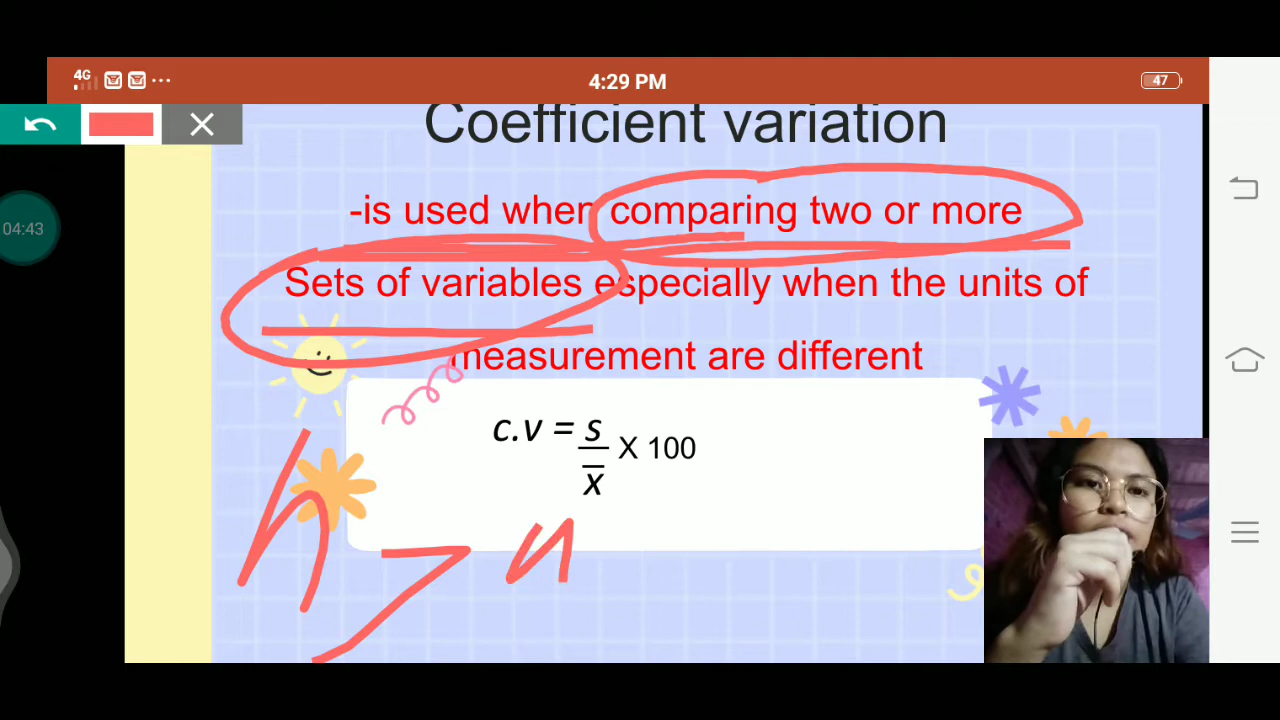 4G
4:29 PM
47
04:43
Coefficient variation
-is used when comparing two or more
Sets of variables especially when the units of
measurement are different
c.v = s
x̄
X 100
h > n